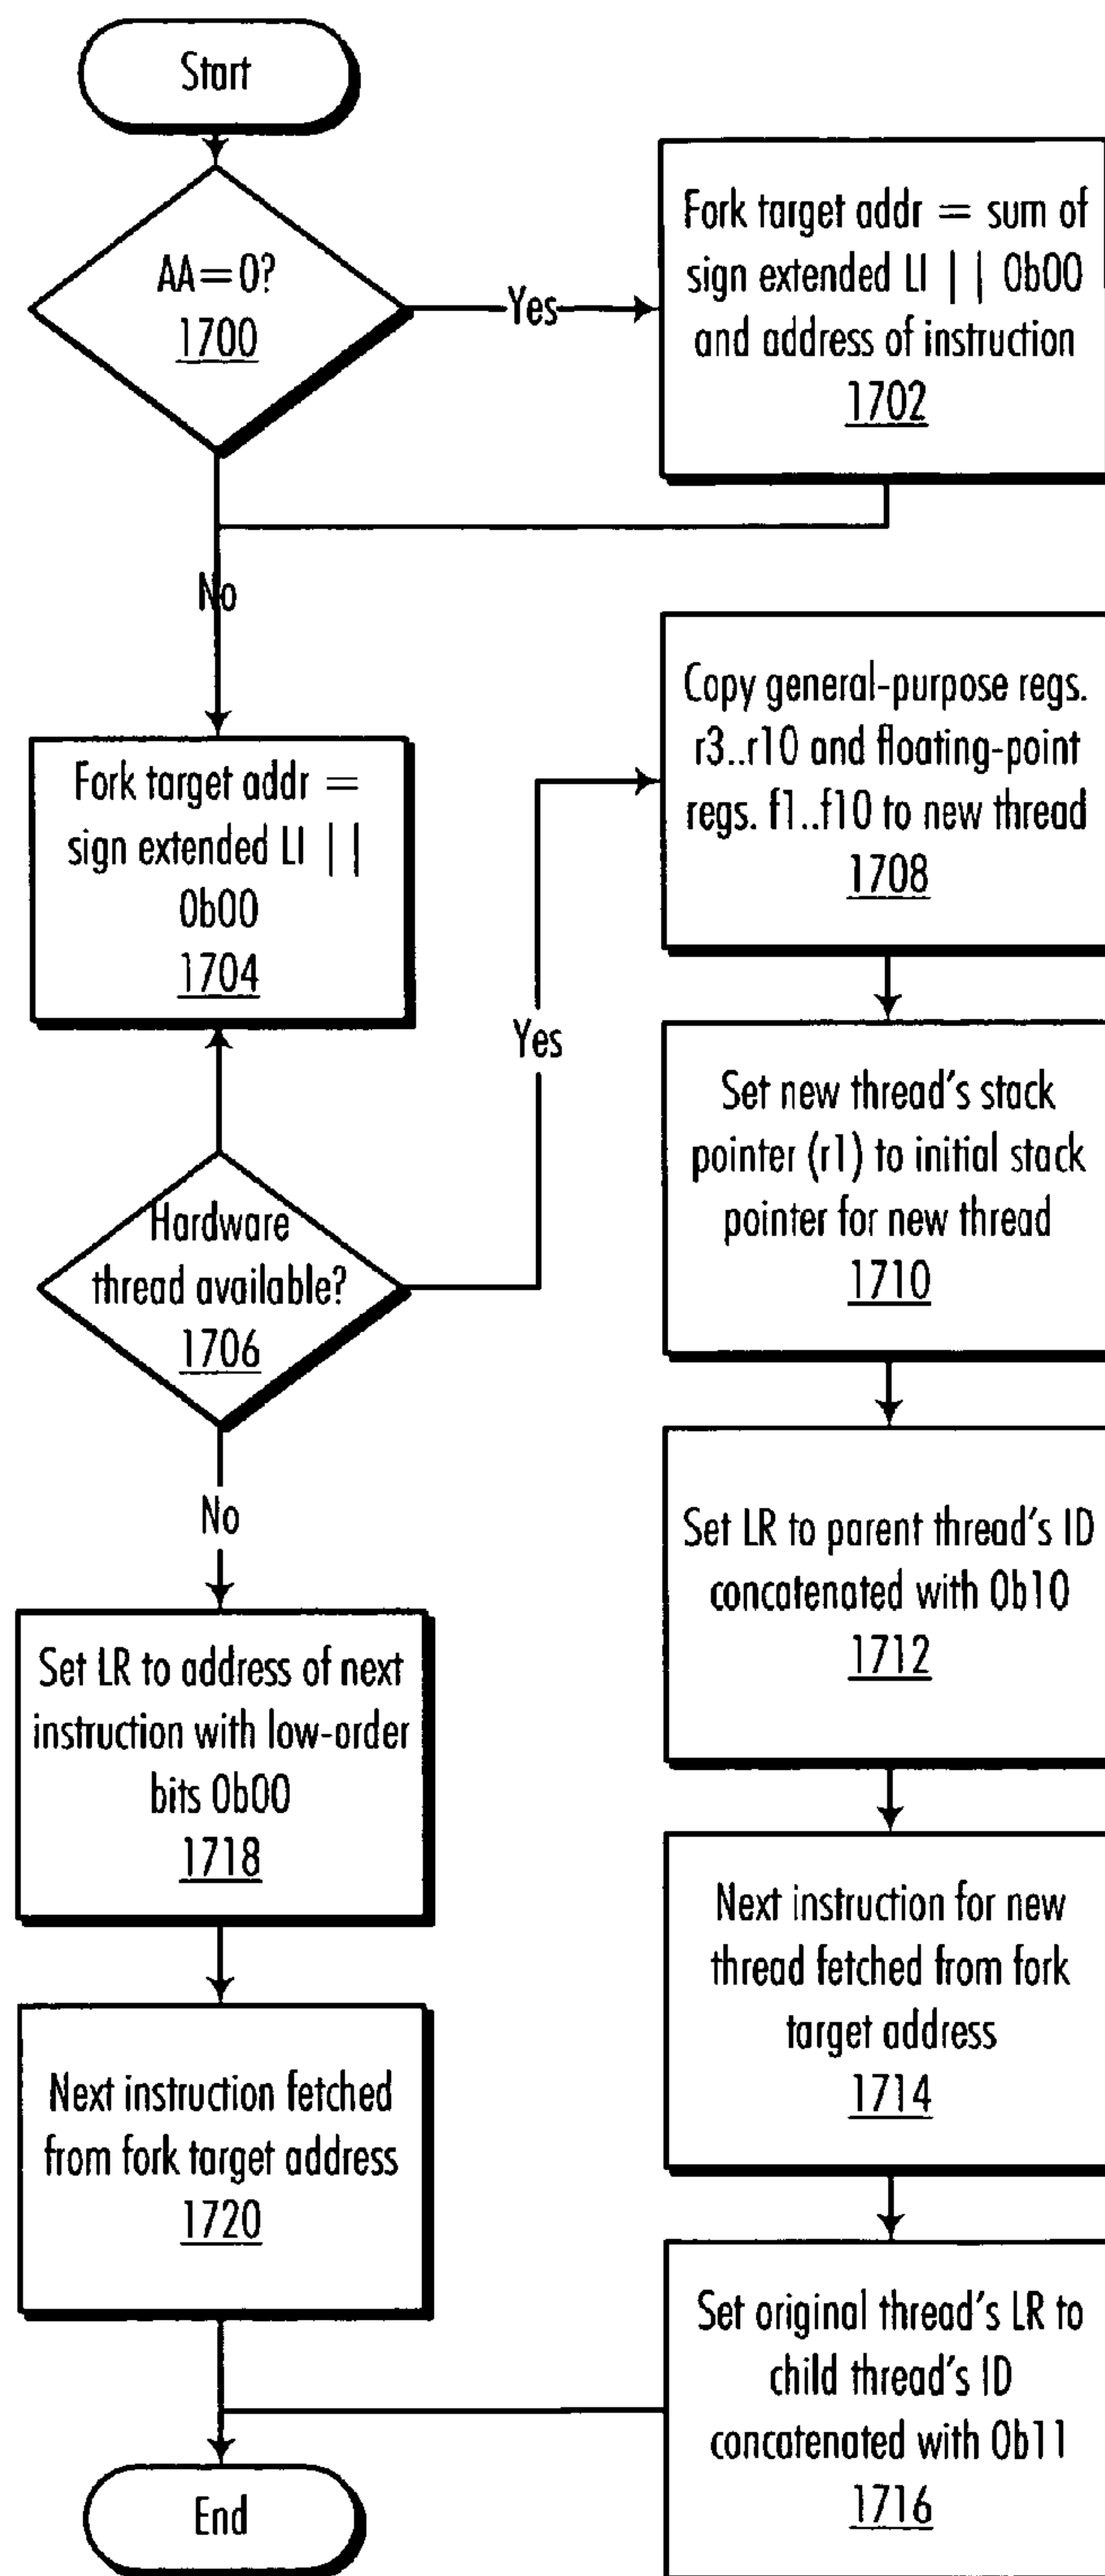 Start
AA=0?
1700
Yes
Fork target addr = sum of
sign extended LI || 0b00
and address of instruction
1702
No
Fork target addr =
sign extended LI ||
0b00
1704
Hardware
thread available?
1706
Yes
Copy general-purpose regs.
r3..r10 and floating-point
regs. f1..f10 to new thread
1708
Set new thread's stack
pointer (r1) to initial stack
pointer for new thread
1710
Set LR to parent thread's ID
concatenated with 0b10
1712
Next instruction for new
thread fetched from fork
target address
1714
Set original thread's LR to
child thread's ID
concatenated with 0b11
1716
No
Set LR to address of next
instruction with low-order
bits 0b00
1718
Next instruction fetched
from fork target address
1720
End